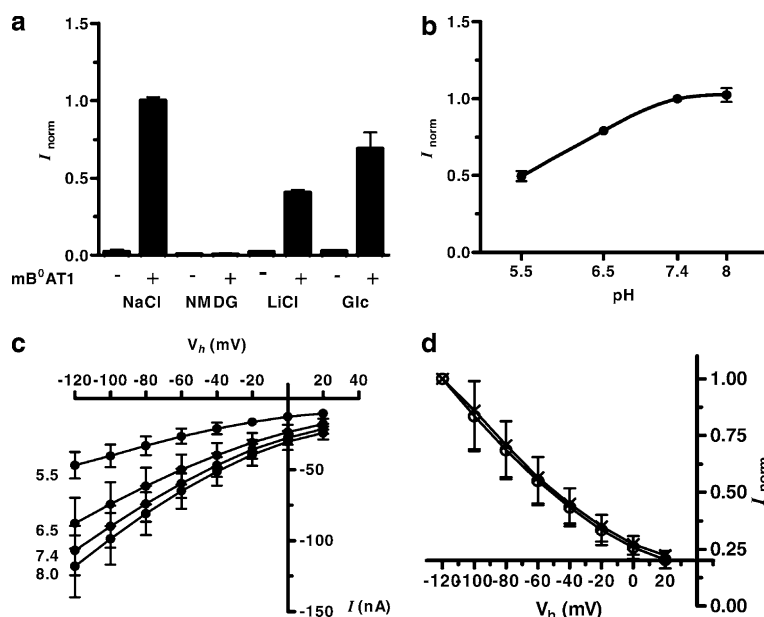 a
1.5
1.0
0.5
0.0
I norm
mB⁰AT1
- + - + - + - +
NaCl NMDG LiCl Glc
b
1.5
1.0
0.5
0.0
I norm
5.5 6.5 7.4 8
pH
c
Vₕ (mV)
-120 -100 -80 -60 -40 -20 0 20
5.5
6.5
7.4
8.0
-50
-100
-150
I (nA)
d
1.00
0.75
0.50
0.25
0.00
I norm
-120 -100 -80 -60 -40 -20 0 20
Vₕ (mV)